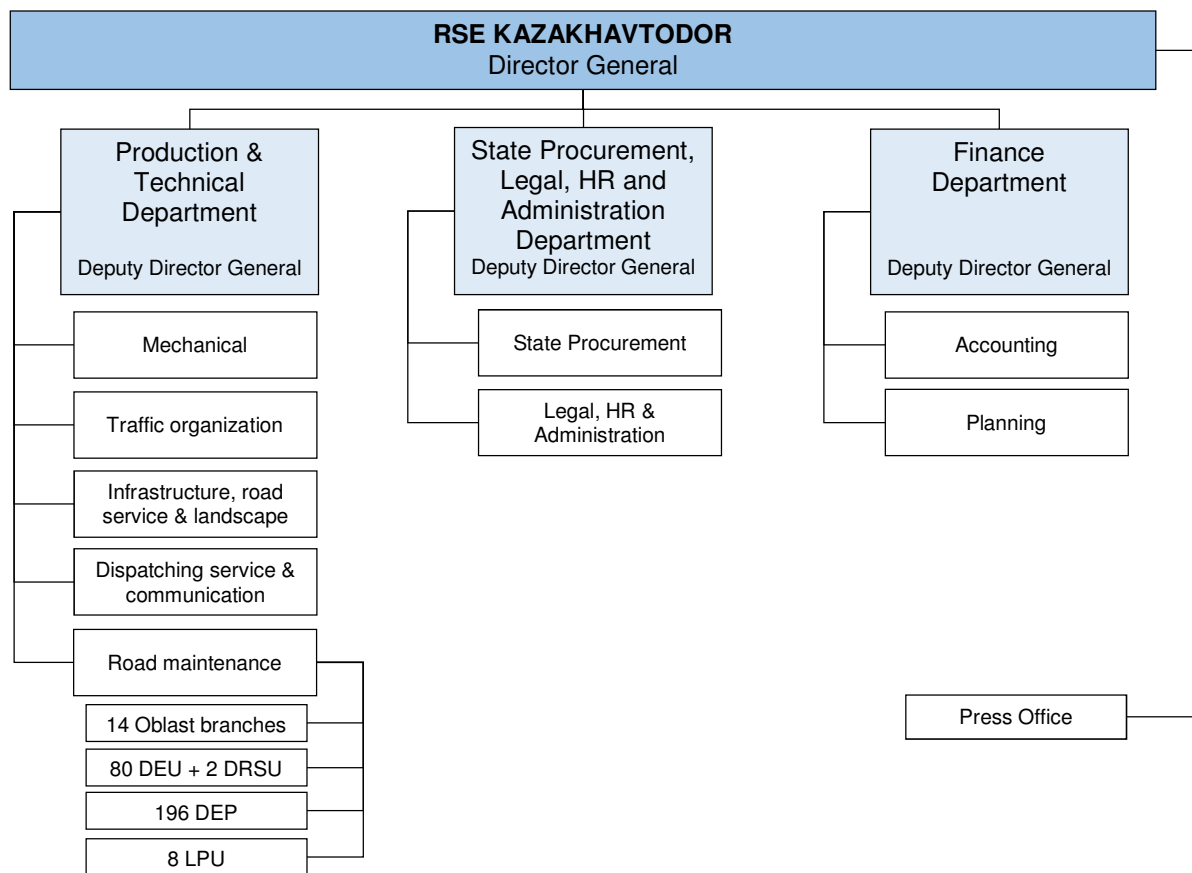 RSE KAZAKHAVTODOR
Director General
Production &
Technical
Department
Deputy Director General
Mechanical
Traffic organization
Infrastructure, road
service & landscape
Dispatching service &
communication
Road maintenance
14 Oblast branches
80 DEU + 2 DRSU
196 DEP
8 LPU
State Procurement,
Legal, HR and
Administration
Department
Deputy Director General
State Procurement
Legal, HR &
Administration
Finance
Department
Deputy Director General
Accounting
Planning
Press Office